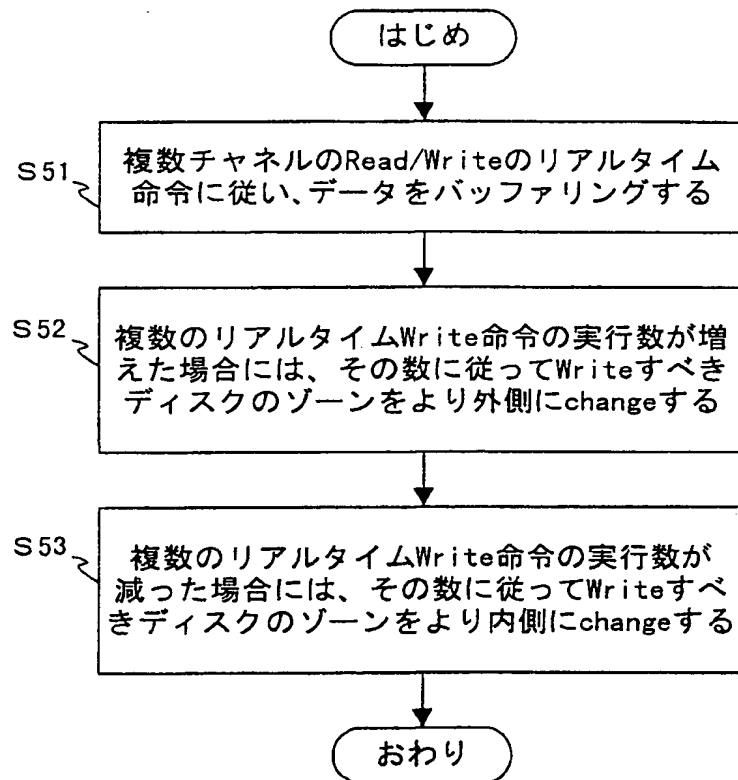 はじめ
S51
複数チャネルのRead/Writeのリアルタイム
命令に従い、データをバッファリングする
S52
複数のリアルタイムWrite命令の実行数が増
えた場合には、その数に従ってWriteすべき
ディスクのゾーンをより外側にchangeする
S53
複数のリアルタイムWrite命令の実行数が
減った場合には、その数に従ってWriteすべ
きディスクのゾーンをより内側にchangeする
おわり